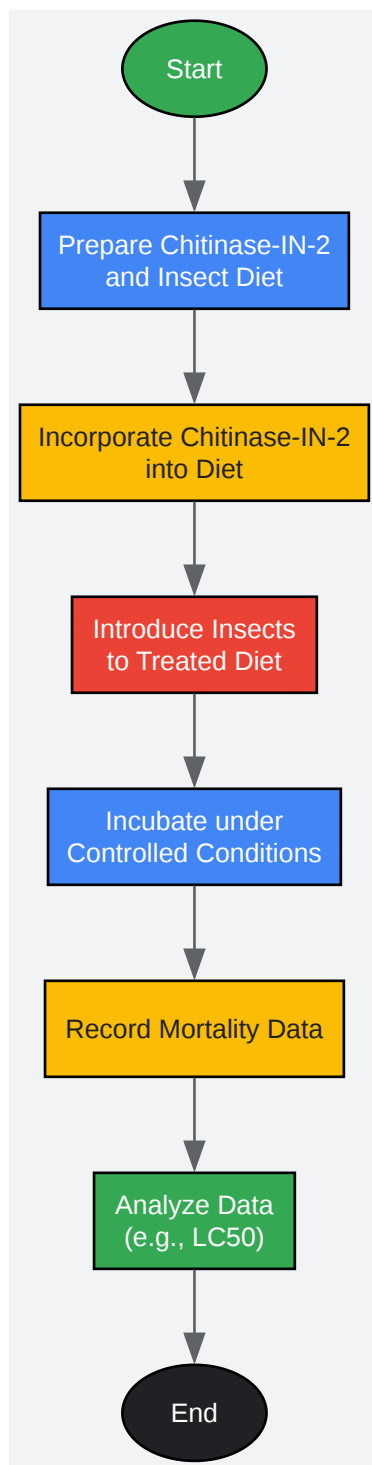 Start
Prepare Chitinase-IN-2
and Insect Diet
Incorporate Chitinase-IN-2
into Diet
Introduce Insects
to Treated Diet
Incubate under
Controlled Conditions
Record Mortality Data
Analyze Data
(e.g., LC50)
End